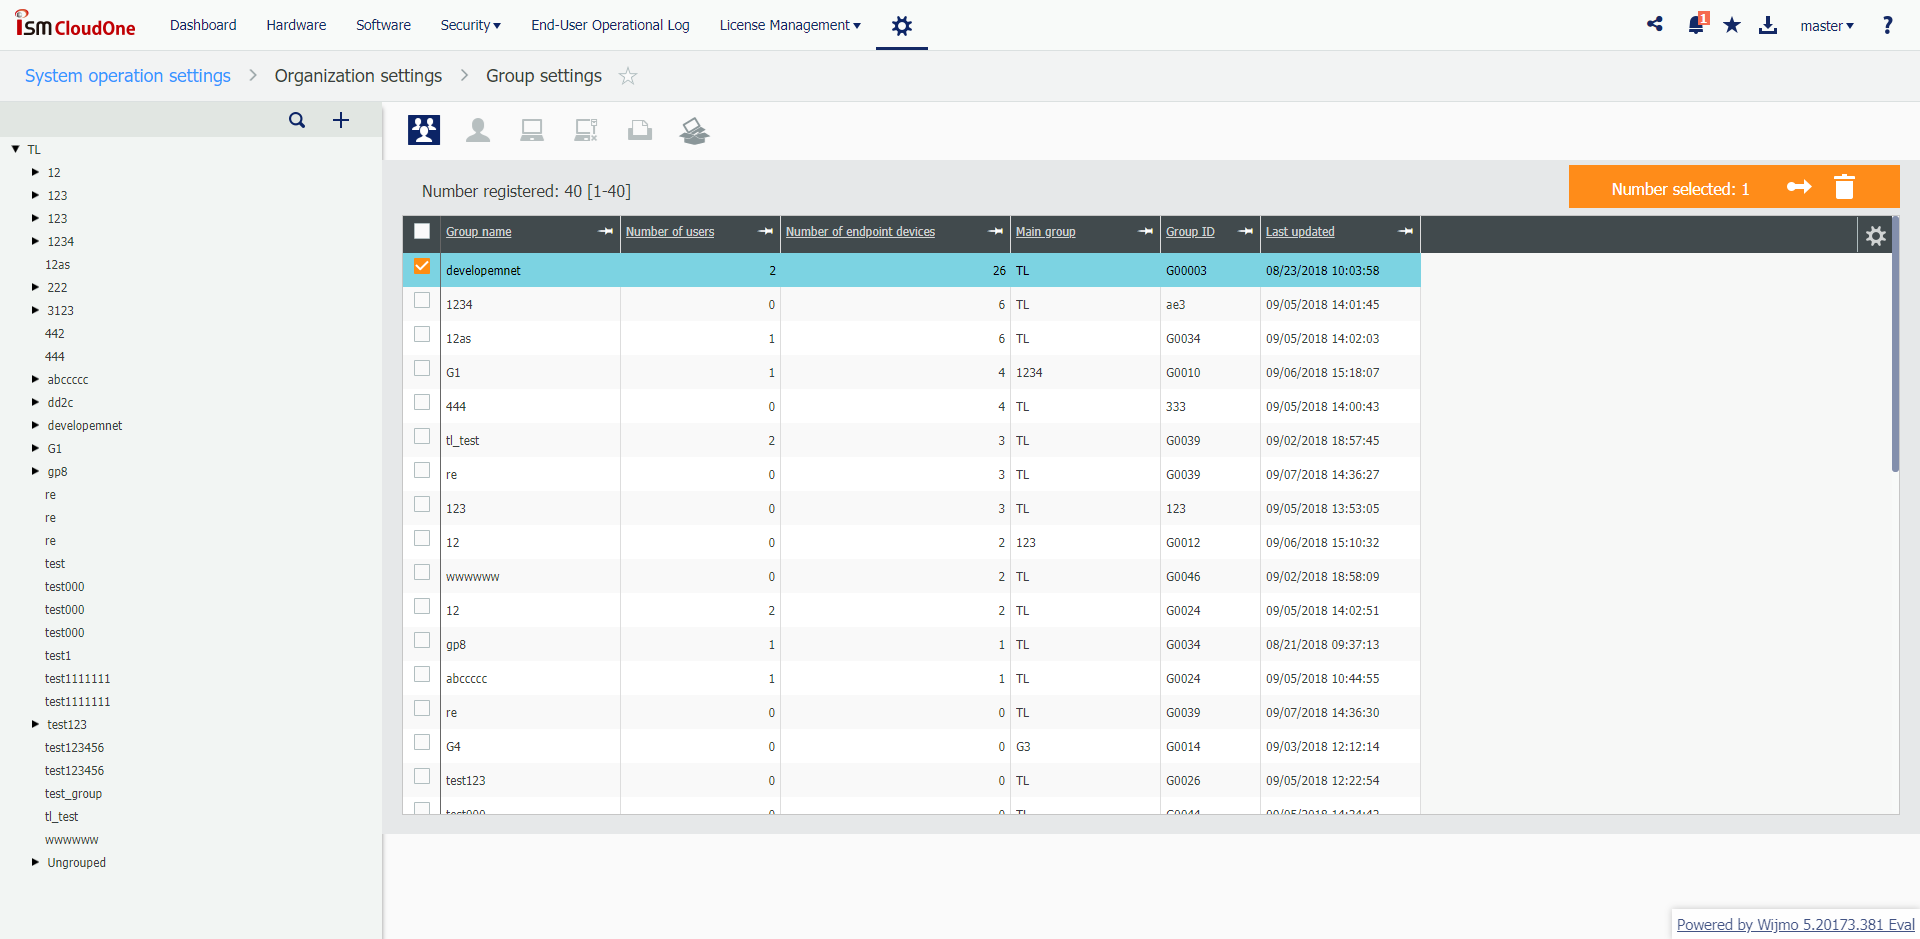 iSM CloudOne
Dashboard Hardware Software Security End-User Operational Log License Management 1 master ?
System operation settings > Organization settings > Group settings
TL
12
123
123
1234
12as
222
3123
442
444
abccccc
dd2c
developemnet
G1
gp8
re
re
re
test
test000
test000
test000
test1
test1111111
test1111111
test123
test123456
test123456
test_group
tl_test
wwwwww
Ungrouped
Number registered: 40 [1-40]
Number selected: 1
Group name Number of users Number of endpoint devices Main group Group ID Last updated
developemnet 2 26 TL G00003 08/23/2018 10:03:58
1234 0 6 TL ae3 09/05/2018 14:01:45
12as 1 6 TL G0034 09/05/2018 14:02:03
G1 1 4 1234 G0010 09/06/2018 15:18:07
444 0 4 TL 333 09/05/2018 14:00:43
tl_test 2 3 TL G0039 09/02/2018 18:57:45
re 0 3 TL G0039 09/07/2018 14:36:27
123 0 3 TL 123 09/05/2018 13:53:05
12 0 2 123 G0012 09/06/2018 15:10:32
wwwwww 0 2 TL G0046 09/02/2018 18:58:09
12 2 2 TL G0024 09/05/2018 14:02:51
gp8 1 1 TL G0034 08/21/2018 09:37:13
abccccc 1 1 TL G0024 09/05/2018 10:44:55
re 0 0 TL G0039 09/07/2018 14:36:30
G4 0 0 G3 G0014 09/03/2018 12:12:14
test123 0 0 TL G0026 09/05/2018 12:22:54
Powered by Wijmo 5.20173.381 Eval